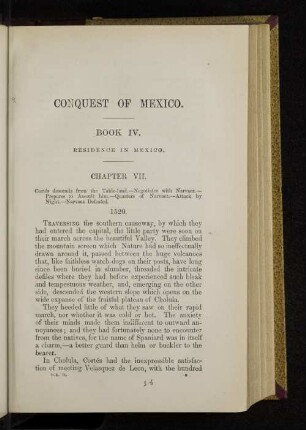 CONQUEST OF MEXICO.
BOOK IV.
RESIDENCE IN MEXICO.
CHAPTER VII.
Cortés descends from the Table-land.—Negotiates with Narvaez.—
Prepares to Assault him.—Quarters of Narvaez.—Attack by
Night.—Narvaez Defeated.
1520.
TRAVERSING the southern causeway, by which they
had entered the capital, the little party were soon on
their march across the beautiful Valley. They climbed
the mountain screen which Nature had so ineffectually
drawn around it, passed between the huge volcanoes
that, like faithless watch-dogs on their posts, have long
since been buried in slumber, threaded the intricate
defiles where they had before experienced such bleak
and tempestuous weather, and, emerging on the other
side, descended the western slope which opens on the
wide expanse of the fruitful plateau of Cholula.
They heeded little of what they saw on their rapid
march, nor whether it was cold or hot. The anxiety
of their minds made them indifferent to outward an-
noyances; and they had fortunately none to encounter
from the natives, for the name of Spaniard was in itself
a charm,—a better guard than helm or buckler to the
bearer.
In Cholula, Cortés had the inexpressible satisfac-
tion of meeting Velasquez de Leon, with the hundred